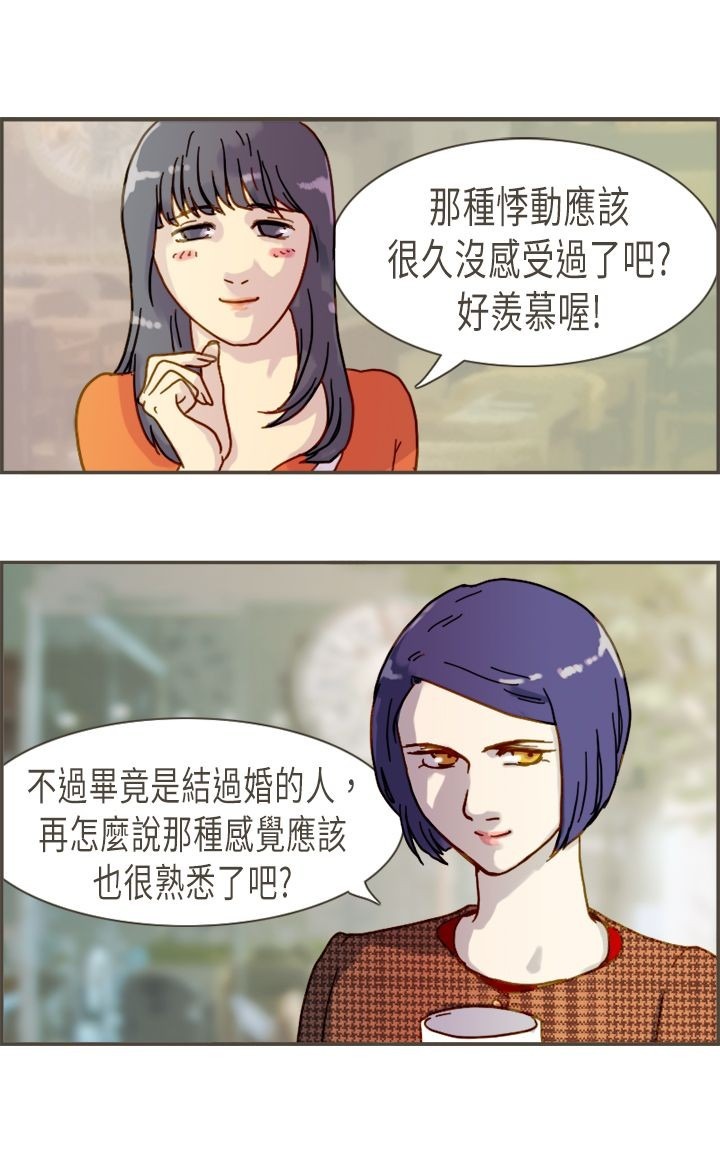 那種悸動應該
很久沒感受過了吧?
好羨慕喔!
不過畢竟是結過婚的人，
再怎麼說那種感覺應該
也很熟悉了吧?